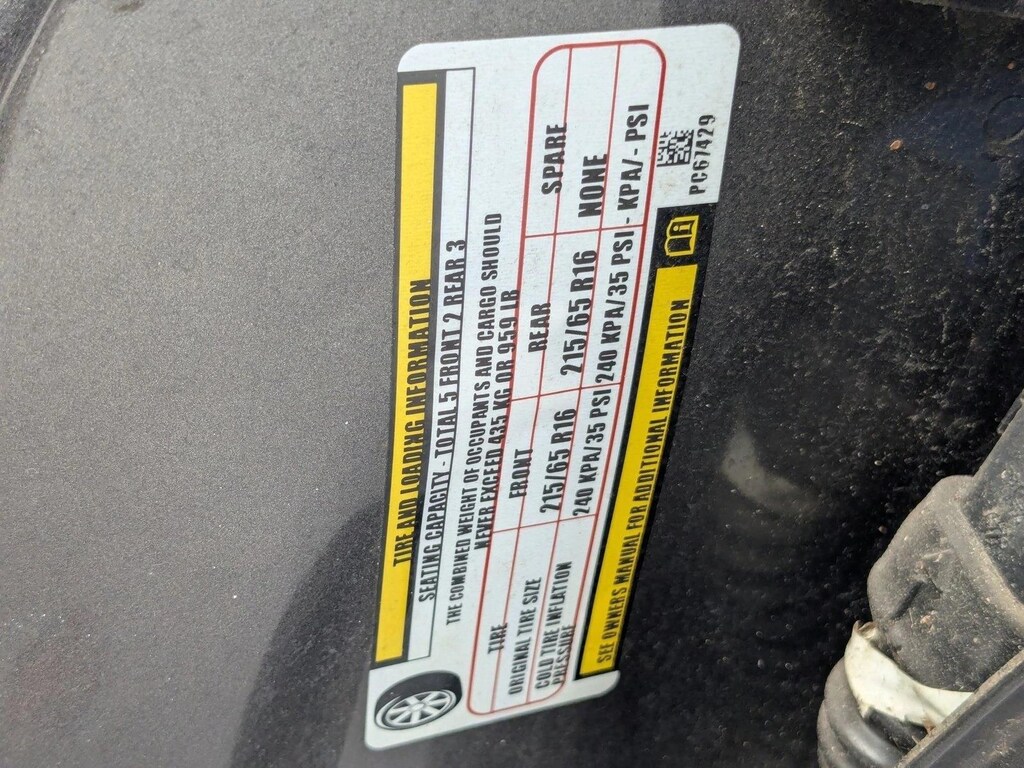 TIRE AND LOADING INFORMATION
SEATING CAPACITY - TOTAL 5 FRONT 2 REAR 3
THE COMBINED WEIGHT OF OCCUPANTS AND CARGO SHOULD
NEVER EXCEED 435 KG OR 959 LB
TIRE FRONT REAR SPARE
ORIGINAL TIRE SIZE 215/65 R16 215/65 R16 NONE
COLD TIRE INFLATION
PRESSURE 240 KPA/35 PSI 240 KPA/35 PSI - KPA/- PSI
SEE OWNERS MANUAL FOR ADDITIONAL INFORMATION
PC67429